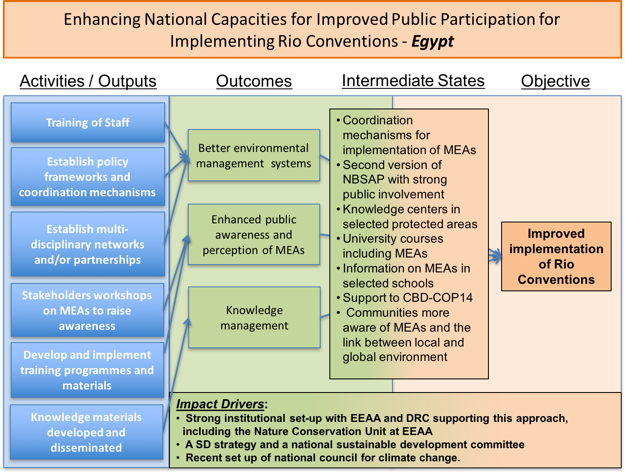 Enhancing National Capacities for Improved Public Participation for
Implementing Rio Conventions - Egypt
Activities / Outputs
Outcomes
Intermediate States
Objective
Training of Staff
Establish policy
frameworks and
coordination mechanisms
Establish multi-
disciplinary networks
and/or partnerships
Stakeholders workshops
on MEAs to raise
awareness
Develop and implement
training programmes and
materials
Knowledge materials
developed and
disseminated
Better environmental
management systems
Enhanced public
awareness and
perception of MEAs
Knowledge
management
• Coordination
mechanisms for
implementation of MEAs
• Second version of
NBSAP with strong
public involvement
• Knowledge centers in
selected protected areas
• University courses
including MEAs
• Information on MEAs in
selected schools
• Support to CBD-COP14
• Communities more
aware of MEAs and the
link between local and
global environment
Improved
implementation
of Rio
Conventions
Impact Drivers:
• Strong institutional set-up with EEAA and DRC supporting this approach,
including the Nature Conservation Unit at EEAA
• A SD strategy and a national sustainable development committee
• Recent set up of national council for climate change.